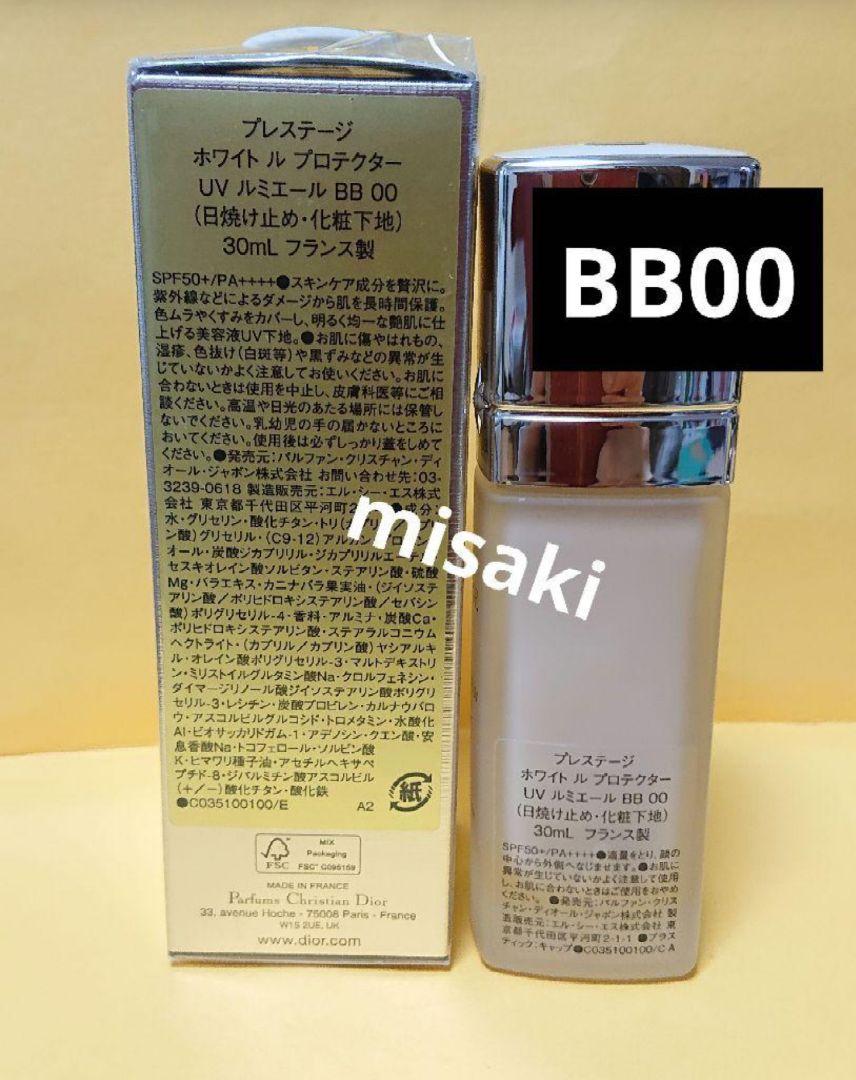 プレステージ
ホワイト ル プロテクター
UV ルミエール BB 00
(日焼け止め・化粧下地)
30mL フランス製
SPF50+/PA++++●スキンケア成分を贅沢に。
紫外線などによるダメージから肌を長時間保護。
色ムラやくすみをカバーし、明るく均一な艶肌に仕
上げる美容液UV下地。●お肌に傷やはれもの、
湿疹、色抜け(白斑等)や黒ずみなどの異常が生
じていないかよく注意してお使いください。お肌に
合わないときは使用を中止し、皮膚科医等にご相
談ください。高温や日光のあたる場所には保管し
ないでください。乳幼児の手の届かないところに
おいてください。使用後は必ずしっかり蓋をしめて
ください。●発売元:パルファン・クリスチャン・ディ
オール・ジャポン株式会社 お問い合わせ先:03-
3239-0618 製造販売元:エル・シー・エス株式
会社 東京都千代田区平河町2 ●成分:
水・グリセリン・酸化チタン・トリ(カプリル/カプリ
ン酸)グリセリル・(C9-12)アルカン
オール・炭酸ジカプリリル・ジカプリリルエーテル
セスキオレイン酸ソルビタン・ステアリン酸・硫酸
Mg・バラエキス・カニナバラ果実油・(ジイソステ
アリン酸/ポリヒドロキシステアリン酸/セバシン
酸)ポリグリセリル-4・香料・アルミナ・炭酸Ca・
ポリヒドロキシステアリン酸・ステアラルコニウム
ヘクトライト・(カプリル/カプリン酸)ヤシアルキ
ル・オレイン酸ポリグリセリル-3・マルトデキストリ
ン・ミリストイルグルタミン酸Na・クロルフェネシン・
ダイマージリノール酸ジイソステアリン酸ポリグリ
セリル-3・レシチン・炭酸プロピレン・カルナウバロ
ウ・アスコルビルグルコシド・トロメタミン・水酸化
Al・ビオサッカリドガム-1・アデノシン・クエン酸・安
息香酸Na・トコフェロール・ソルビン酸
K・ヒマワリ種子油・アセチルヘキサペ
プチド-8・ジパルミチン酸アスコルビル
(+/-)酸化チタン・酸化鉄
●C035100100/E A2
紙
FSC
MIX
Packaging
FSC® C095159
MADE IN FRANCE
Parfums Christian Dior
33, avenue Hoche - 75008 Paris - France
W1S 2UE, UK
www.dior.com
BB00
misaki
プレステージ
ホワイト ル プロテクター
UV ルミエール BB 00
(日焼け止め・化粧下地)
30mL フランス製
SPF50+/PA++++●適量をとり、顔の
中心から外側へなじませます。●お肌に
異常が生じていないかよく注意して使用
し、お肌に合わないときはご使用をおやめ
ください。●発売元:パルファン・クリス
チャン・ディオール・ジャポン株式会社 製
造販売元:エル・シー・エス株式会社 東
京都千代田区平河町2-1-1 ●プラス
ティック:キャップ●C035100100/C A